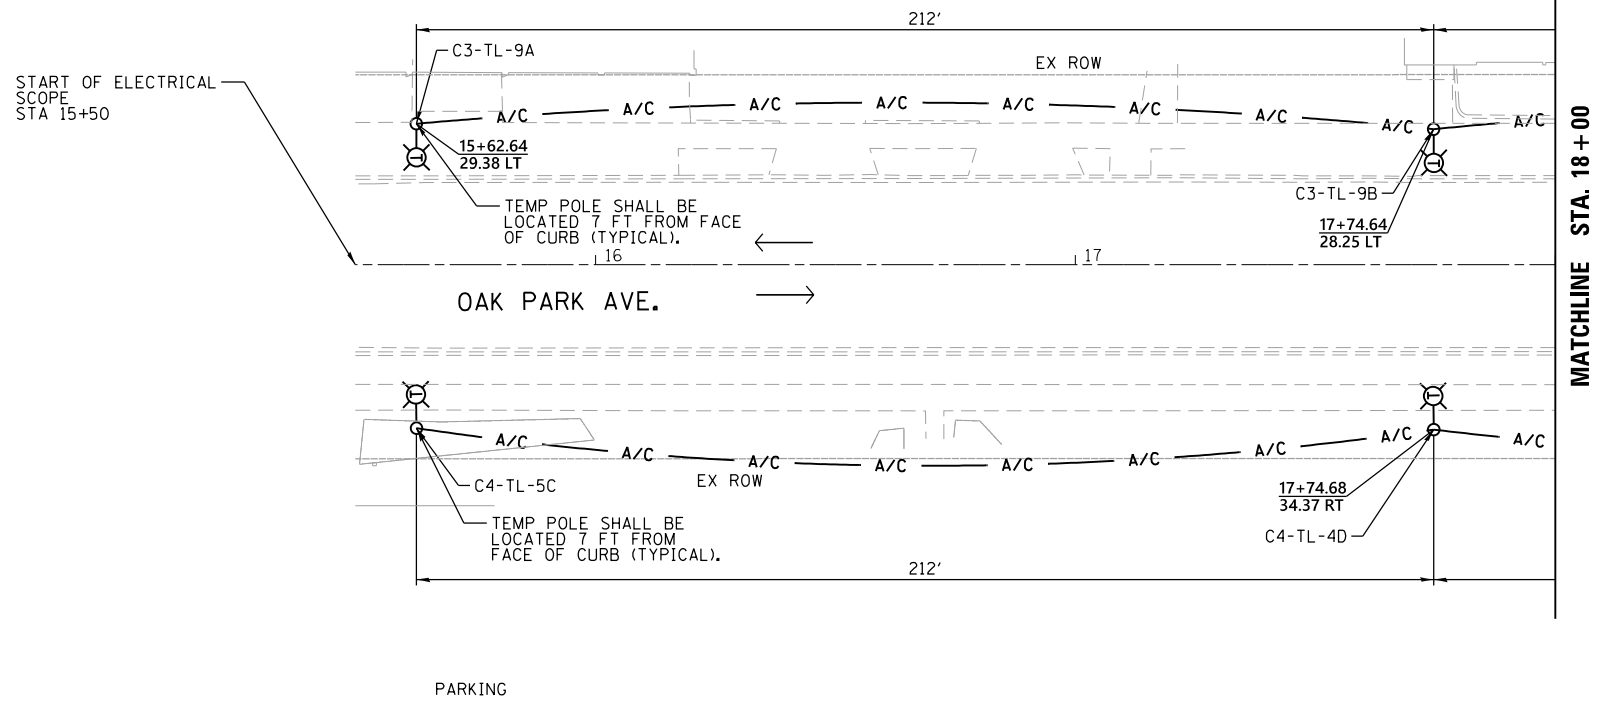 212'
C3-TL-9A
EX ROW
START OF ELECTRICAL
SCOPE
STA 15+50
A/C A/C A/C A/C A/C A/C A/C A/C A/C
15+62.64
29.38 LT
C3-TL-9B
17+74.64
28.25 LT
TEMP POLE SHALL BE
LOCATED 7 FT FROM FACE
OF CURB (TYPICAL).
16
17
OAK PARK AVE.
MATCHLINE STA. 18+00
T
T
T
T
A/C A/C A/C A/C A/C A/C A/C A/C A/C
EX ROW
C4-TL-5C
17+74.68
34.37 RT
C4-TL-4D
TEMP POLE SHALL BE
LOCATED 7 FT FROM
FACE OF CURB (TYPICAL).
212'
PARKING